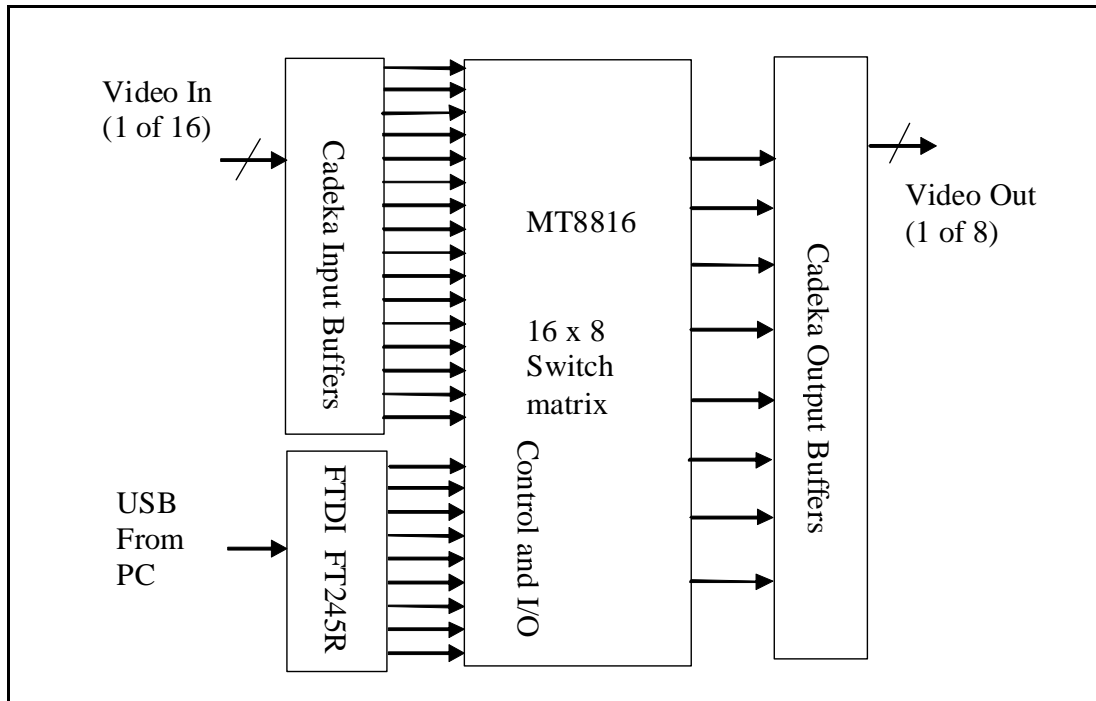 Video In
(1 of 16)
Cadeka Input Buffers
MT8816
16 x 8
Switch
matrix
Control and I/O
Cadeka Output Buffers
Video Out
(1 of 8)
USB
From
PC
FTDI FT245R